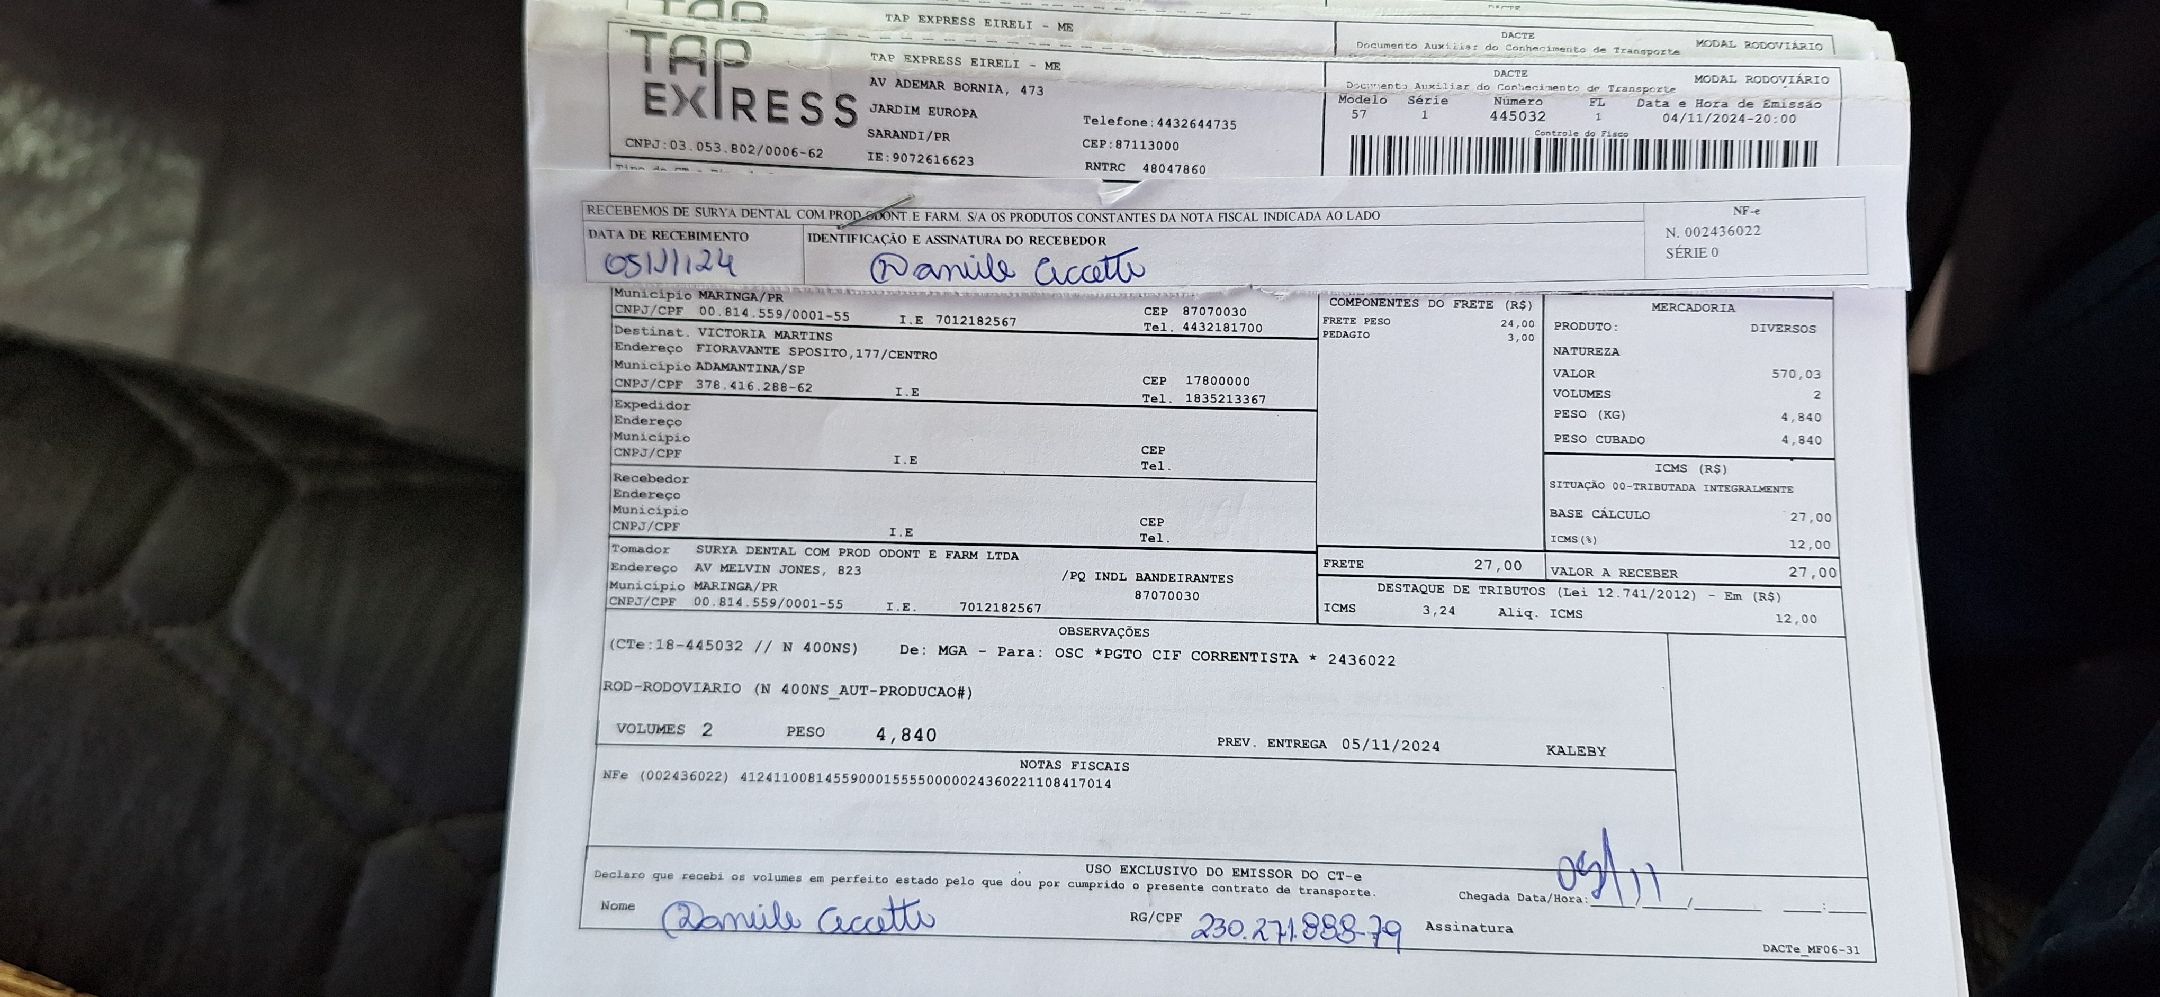 TAP EXPRESS EIRELI - ME
DACTE
Documento Auxiliar do Conhecimento de Transporte MODAL RODOVIÁRIO
TAP
EXPRESS
TAP EXPRESS EIRELI - ME
AV ADEMAR BORNIA, 473
JARDIM EUROPA
SARANDI/PR
IE:9072616623
CNPJ:03.053.802/0006-62
Telefone:4432644735
CEP:87113000
RNTRC 48047860
DACTE
Documento Auxiliar do Conhecimento de Transporte MODAL RODOVIÁRIO
Modelo Série Número FL Data e Hora de Emissão
57 1 445032 1 04/11/2024-20:00
Controle do Fisco
RECEBEMOS DE SURYA DENTAL COM.PROD ODONT E FARM. S/A OS PRODUTOS CONSTANTES DA NOTA FISCAL INDICADA AO LADO
DATA DE RECEBIMENTO
05/11/24
IDENTIFICAÇÃO E ASSINATURA DO RECEBEDOR
NF-e
N. 002436022
SÉRIE 0
Município MARINGA/PR CEP 87070030
CNPJ/CPF 00.814.559/0001-55 I.E 7012182567 Tel. 4432181700
Destinat. VICTORIA MARTINS
Endereço FIORAVANTE SPOSITO,177/CENTRO
Município ADAMANTINA/SP CEP 17800000
CNPJ/CPF 378.416.288-62 I.E Tel. 1835213367
Expedidor
Endereço
Município CEP
CNPJ/CPF I.E Tel.
Recebedor
Endereço
Município CEP
CNPJ/CPF I.E Tel.
Tomador SURYA DENTAL COM PROD ODONT E FARM LTDA
Endereço AV MELVIN JONES, 823 /PQ INDL BANDEIRANTES
Município MARINGA/PR 87070030
CNPJ/CPF 00.814.559/0001-55 I.E. 7012182567
COMPONENTES DO FRETE (R$)
FRETE PESO 24,00
PEDAGIO 3,00
MERCADORIA
PRODUTO: DIVERSOS
NATUREZA
VALOR 570,03
VOLUMES 2
PESO (KG) 4,840
PESO CUBADO 4,840
ICMS (R$)
SITUAÇÃO 00-TRIBUTADA INTEGRALMENTE
BASE CÁLCULO 27,00
ICMS(%) 12,00
FRETE 27,00 VALOR A RECEBER 27,00
DESTAQUE DE TRIBUTOS (Lei 12.741/2012) - Em (R$)
ICMS 3,24 Aliq. ICMS 12,00
OBSERVAÇÕES
(CTe:18-445032 // N 400NS) De: MGA - Para: OSC *PGTO CIF CORRENTISTA * 2436022
ROD-RODOVIARIO (N 400NS_AUT-PRODUCAO#)
VOLUMES 2 PESO 4,840 PREV. ENTREGA 05/11/2024 KALEBY
NOTAS FISCAIS
NFe (002436022) 41241100814559000155550000024360221108417014
USO EXCLUSIVO DO EMISSOR DO CT-e
Declaro que recebi os volumes em perfeito estado pelo que dou por cumprido o presente contrato de transporte.
Chegada Data/Hora: 05/11
Nome
RG/CPF 230.271.888-79
Assinatura
DACTe_MF06-31